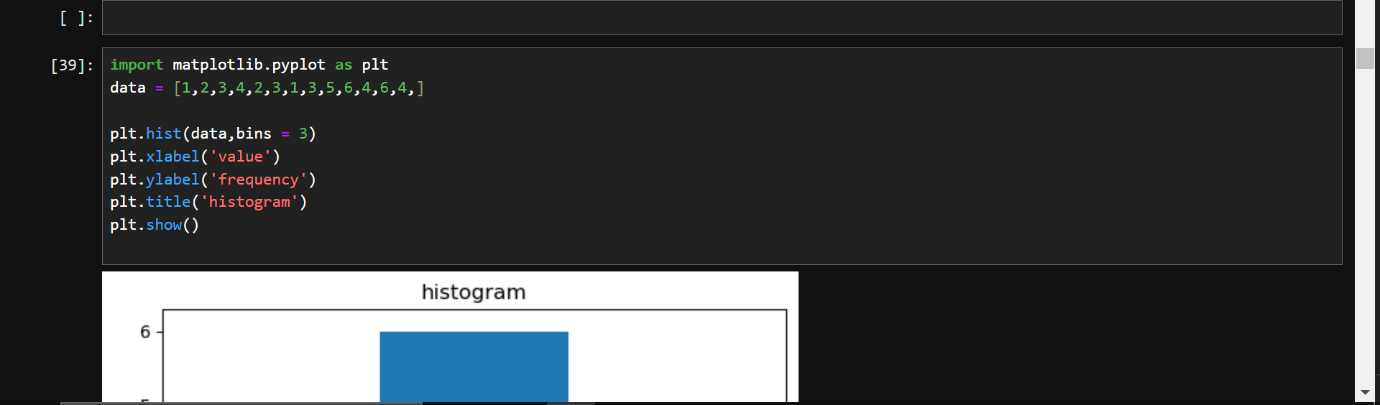 [ ]:
[39]:
import matplotlib.pyplot as plt
data = [1,2,3,4,2,3,1,3,5,6,4,6,4,]
plt.hist(data,bins = 3)
plt.xlabel('value')
plt.ylabel('frequency')
plt.title('histogram')
plt.show()
histogram
6